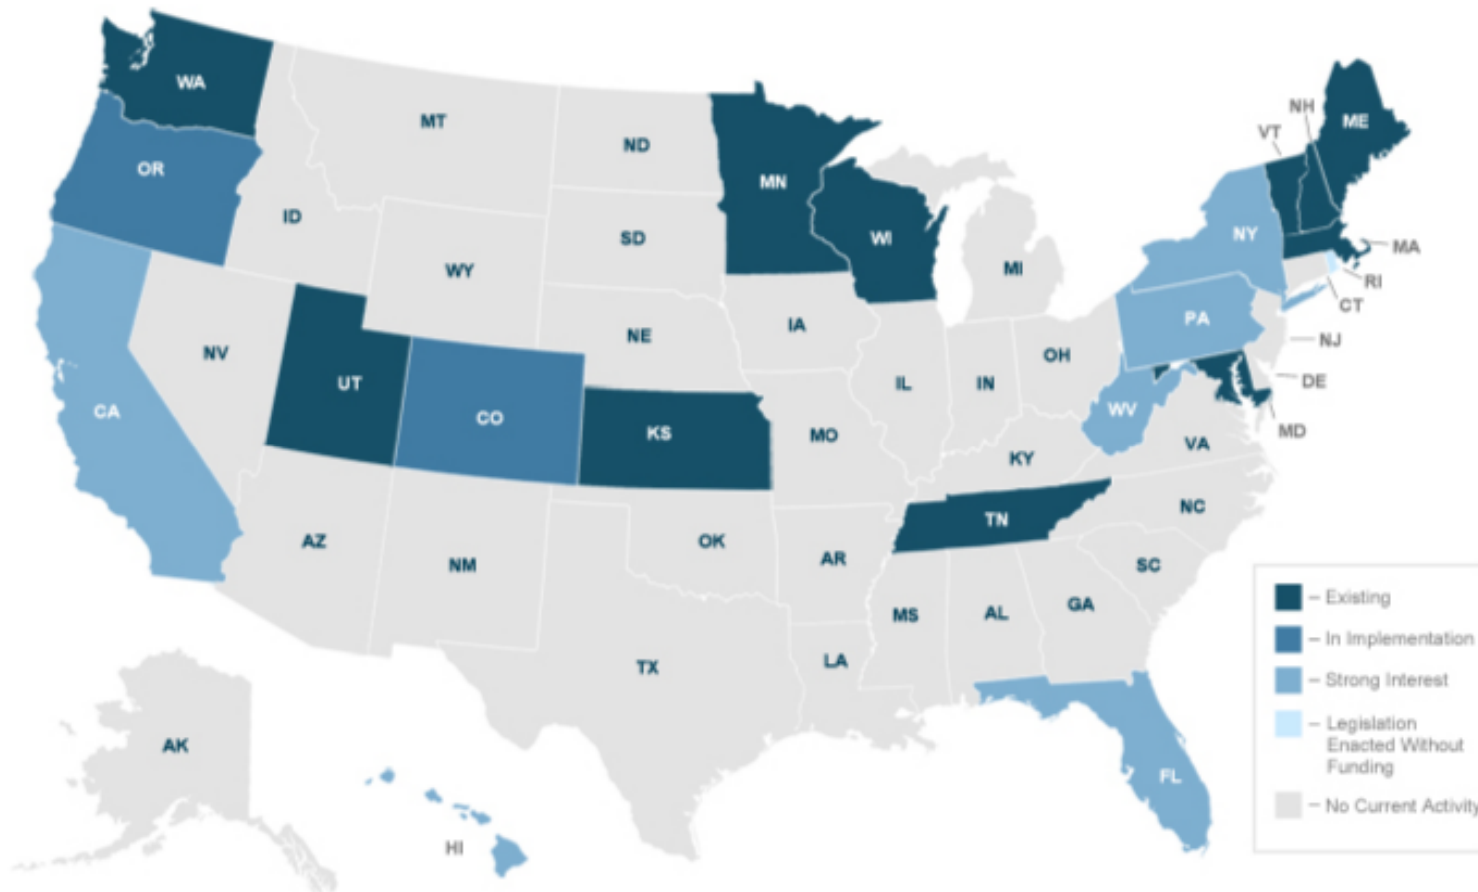 WA
MT
ND
OR
ID
MN
NH
VT
ME
SD
WI
NY
MA
WY
MI
RI
CT
NE
IA
PA
NJ
NV
OH
UT
IL
IN
DE
CA
CO
WV
KS
MO
MD
VA
KY
NC
TN
AZ
OK
NM
AR
SC
MS
AL
GA
TX
LA
AK
HI
FL
– Existing
– In Implementation
– Strong Interest
– Legislation
Enacted Without
Funding
– No Current Activity